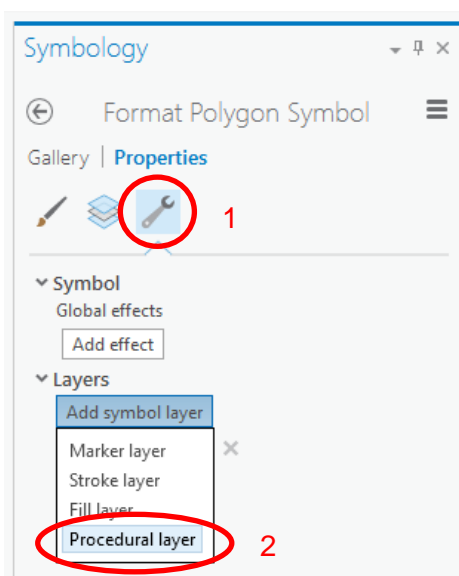 Symbology
Format Polygon Symbol
Gallery | Properties
1
Symbol
Global effects
Add effect
Layers
Add symbol layer
Marker layer
Stroke layer
Fill layer
Procedural layer
2